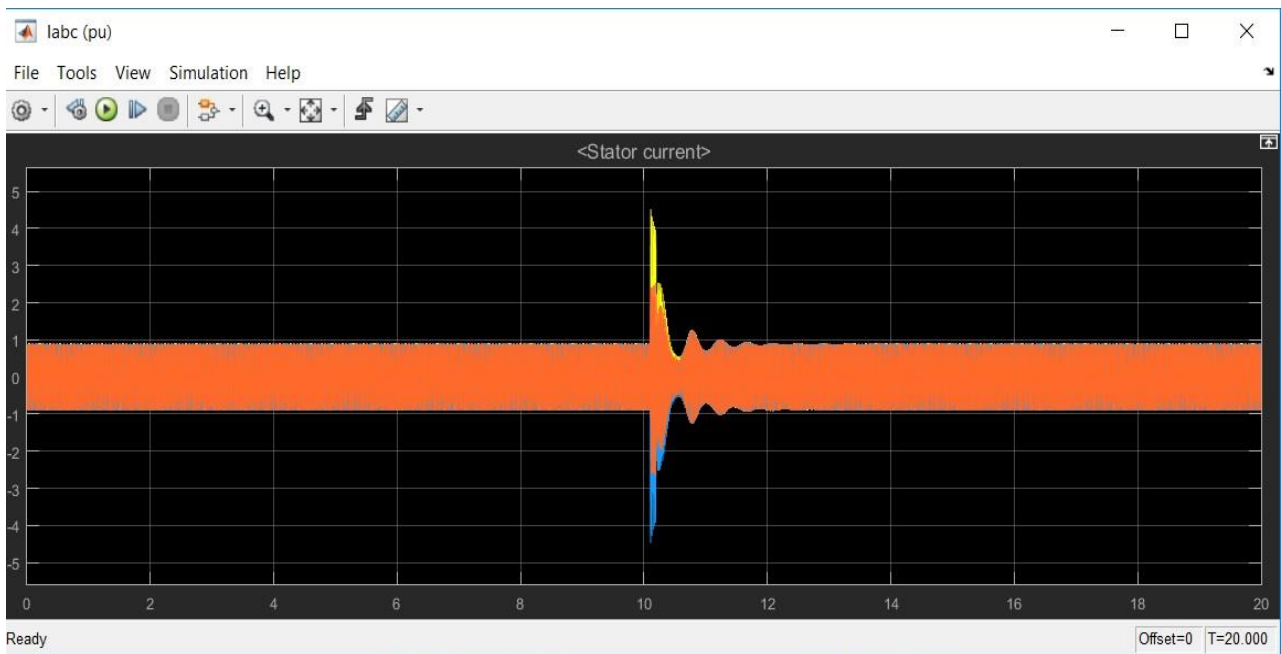 Iabc (pu)
File Tools View Simulation Help
<Stator current>
5
4
3
2
1
0
-1
-2
-3
-4
-5
0 2 4 6 8 10 12 14 16 18 20
Ready Offset=0 T=20.000